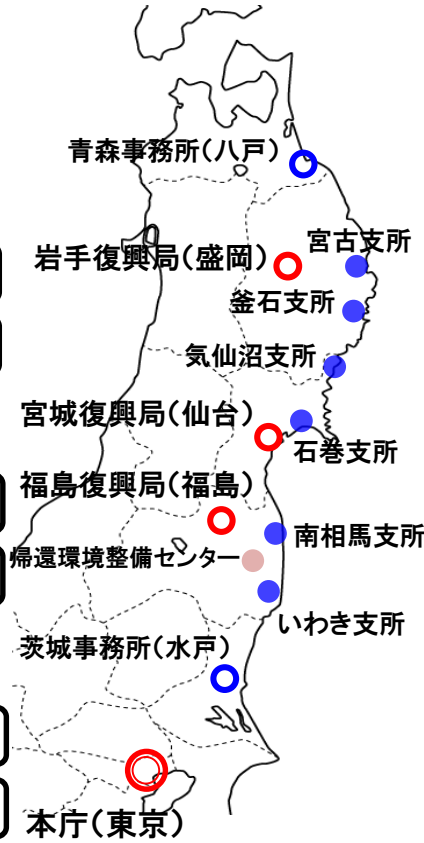 青森事務所(八戸)
宮古支所
岩手復興局(盛岡)
釜石支所
気仙沼支所
宮城復興局(仙台)
石巻支所
福島復興局(福島)
南相馬支所
帰還環境整備センター
いわき支所
茨城事務所(水戸)
本庁(東京)